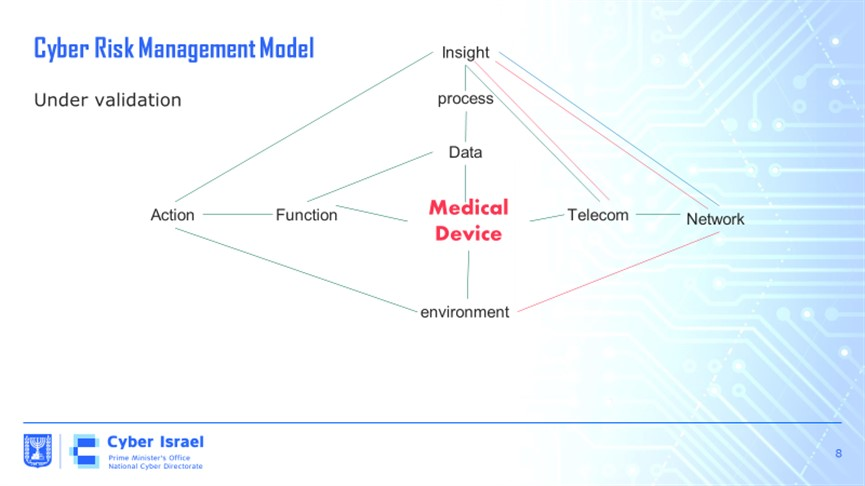 Cyber Risk Management Model
Under validation
Insight
process
Data
Action
Function
Medical
Device
Telecom
Network
environment
Cyber Israel
Prime Minister's Office
National Cyber Directorate
8